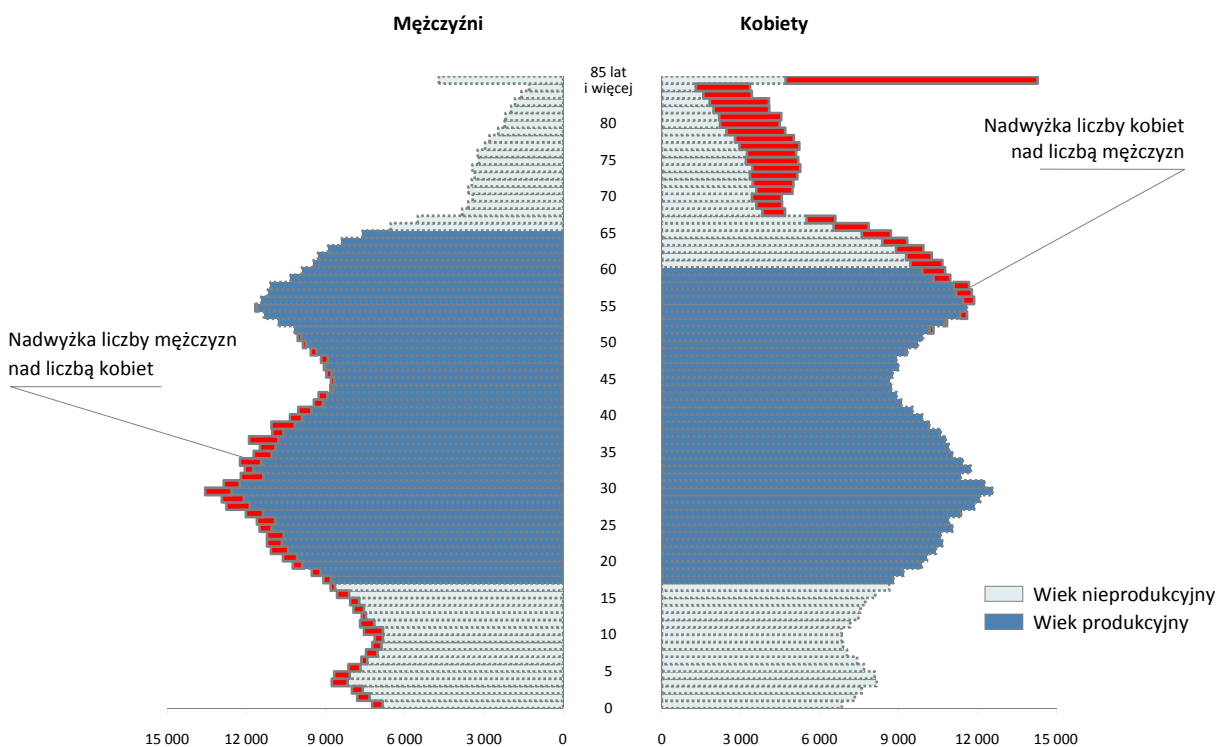 Mężczyźni
Kobiety
85 lat
i więcej
80
75
70
65
60
55
50
45
40
35
30
25
20
15
10
5
0
Nadwyżka liczby kobiet
nad liczbą mężczyzn
Nadwyżka liczby mężczyzn
nad liczbą kobiet
Wiek nieprodukcyjny
Wiek produkcyjny
15 000 12 000 9 000 6 000 3 000 0
0 3 000 6 000 9 000 12 000 15 000